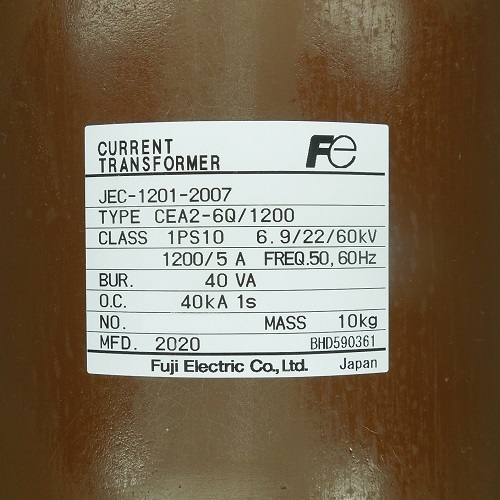 CURRENT
TRANSFORMER
Fe
JEC-1201-2007
TYPE CEA2-6Q/1200
CLASS 1PS10 6.9/22/60kV
1200/5 A FREQ.50,60Hz
BUR. 40 VA
O.C. 40kA 1s
NO. MASS 10kg
MFD. 2020 BHD590361
Fuji Electric Co.,Ltd. Japan